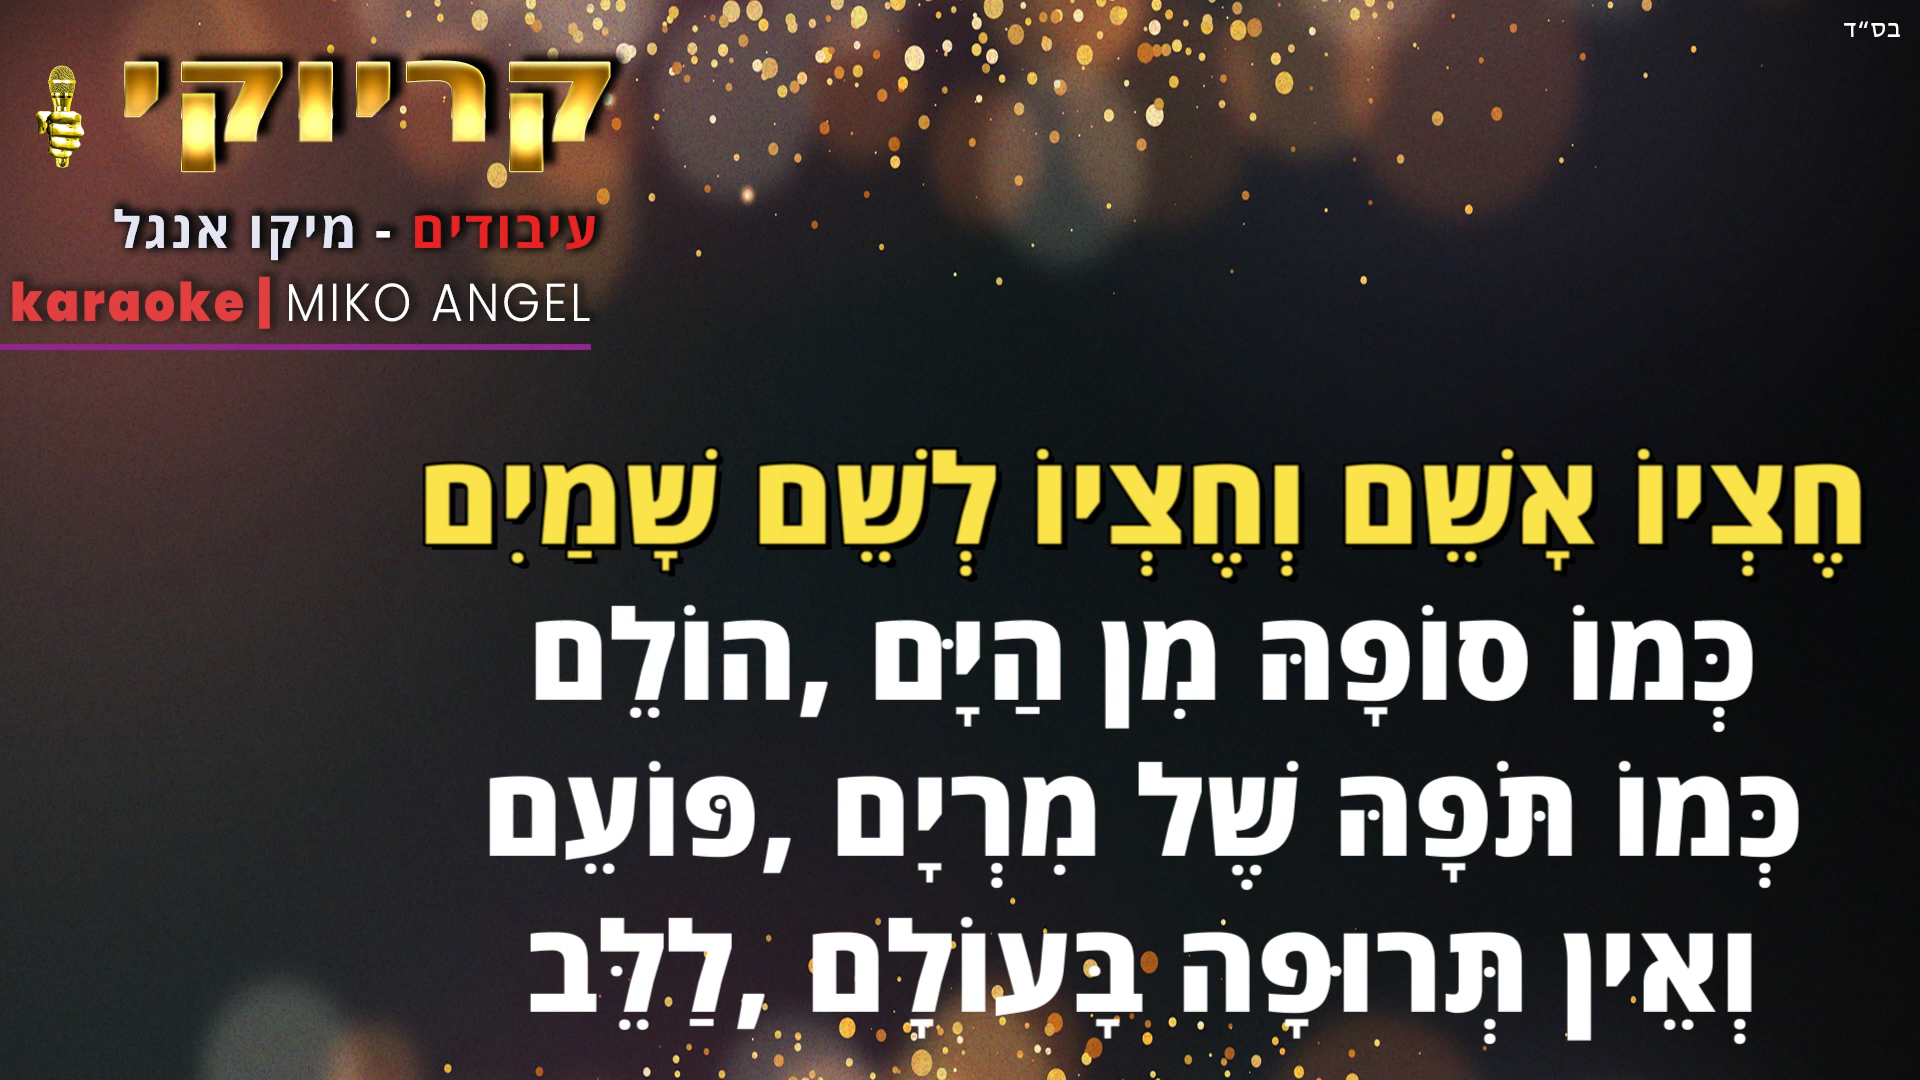 בס״ד
קריוקי
עיבודים - מיקו אנגל
karaoke | MIKO ANGEL
חֶצְיוֹ אָשֵׁם וְחֶצְיוֹ לְשֵׁם שָׁמַיִם
כְּמוֹ סוֹפָהּ מִן הַיָּם ,הוֹלֵם
כְּמוֹ תֹּפָהּ שֶׁל מִרְיָם ,פּוֹעֵם
וְאֵין תְּרוּפָה בָּעוֹלָם ,לַלֵּב